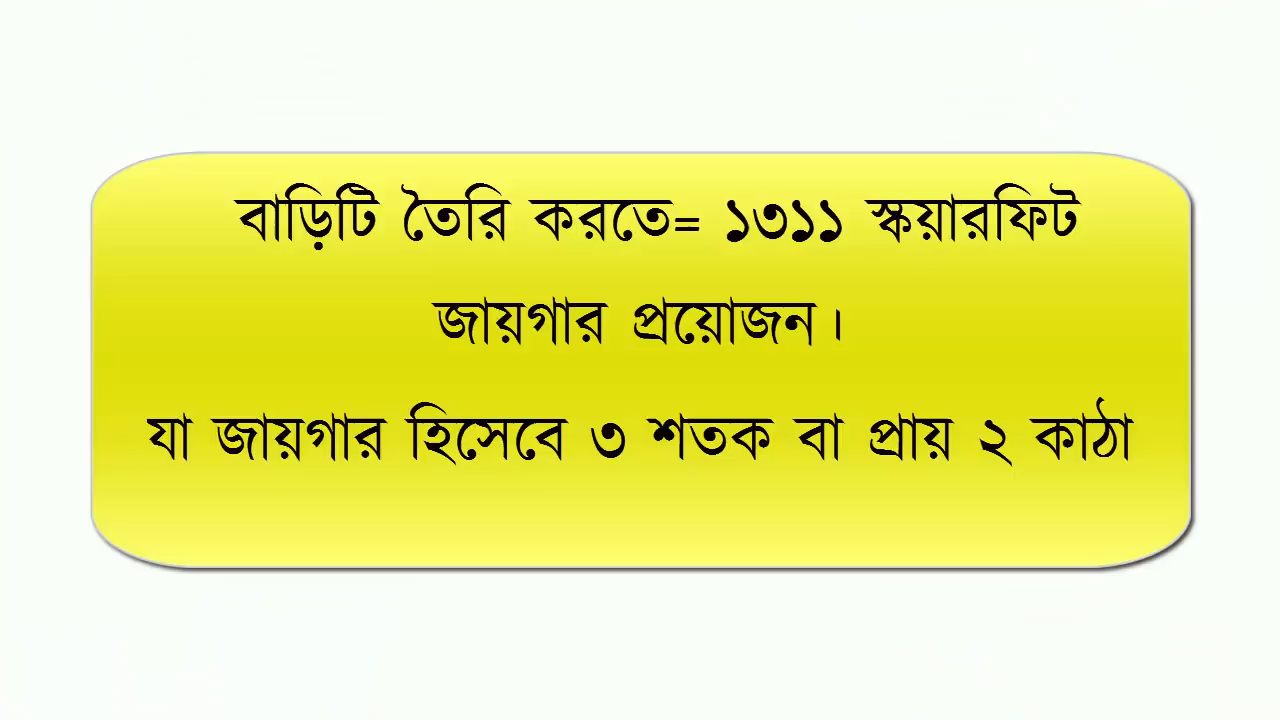 বাড়িটি তৈরি করতে= ১৩১১ স্কয়ারফিট
জায়গার প্রয়োজন।
যা জায়গার হিসেবে ৩ শতক বা প্রায় ২ কাঠা